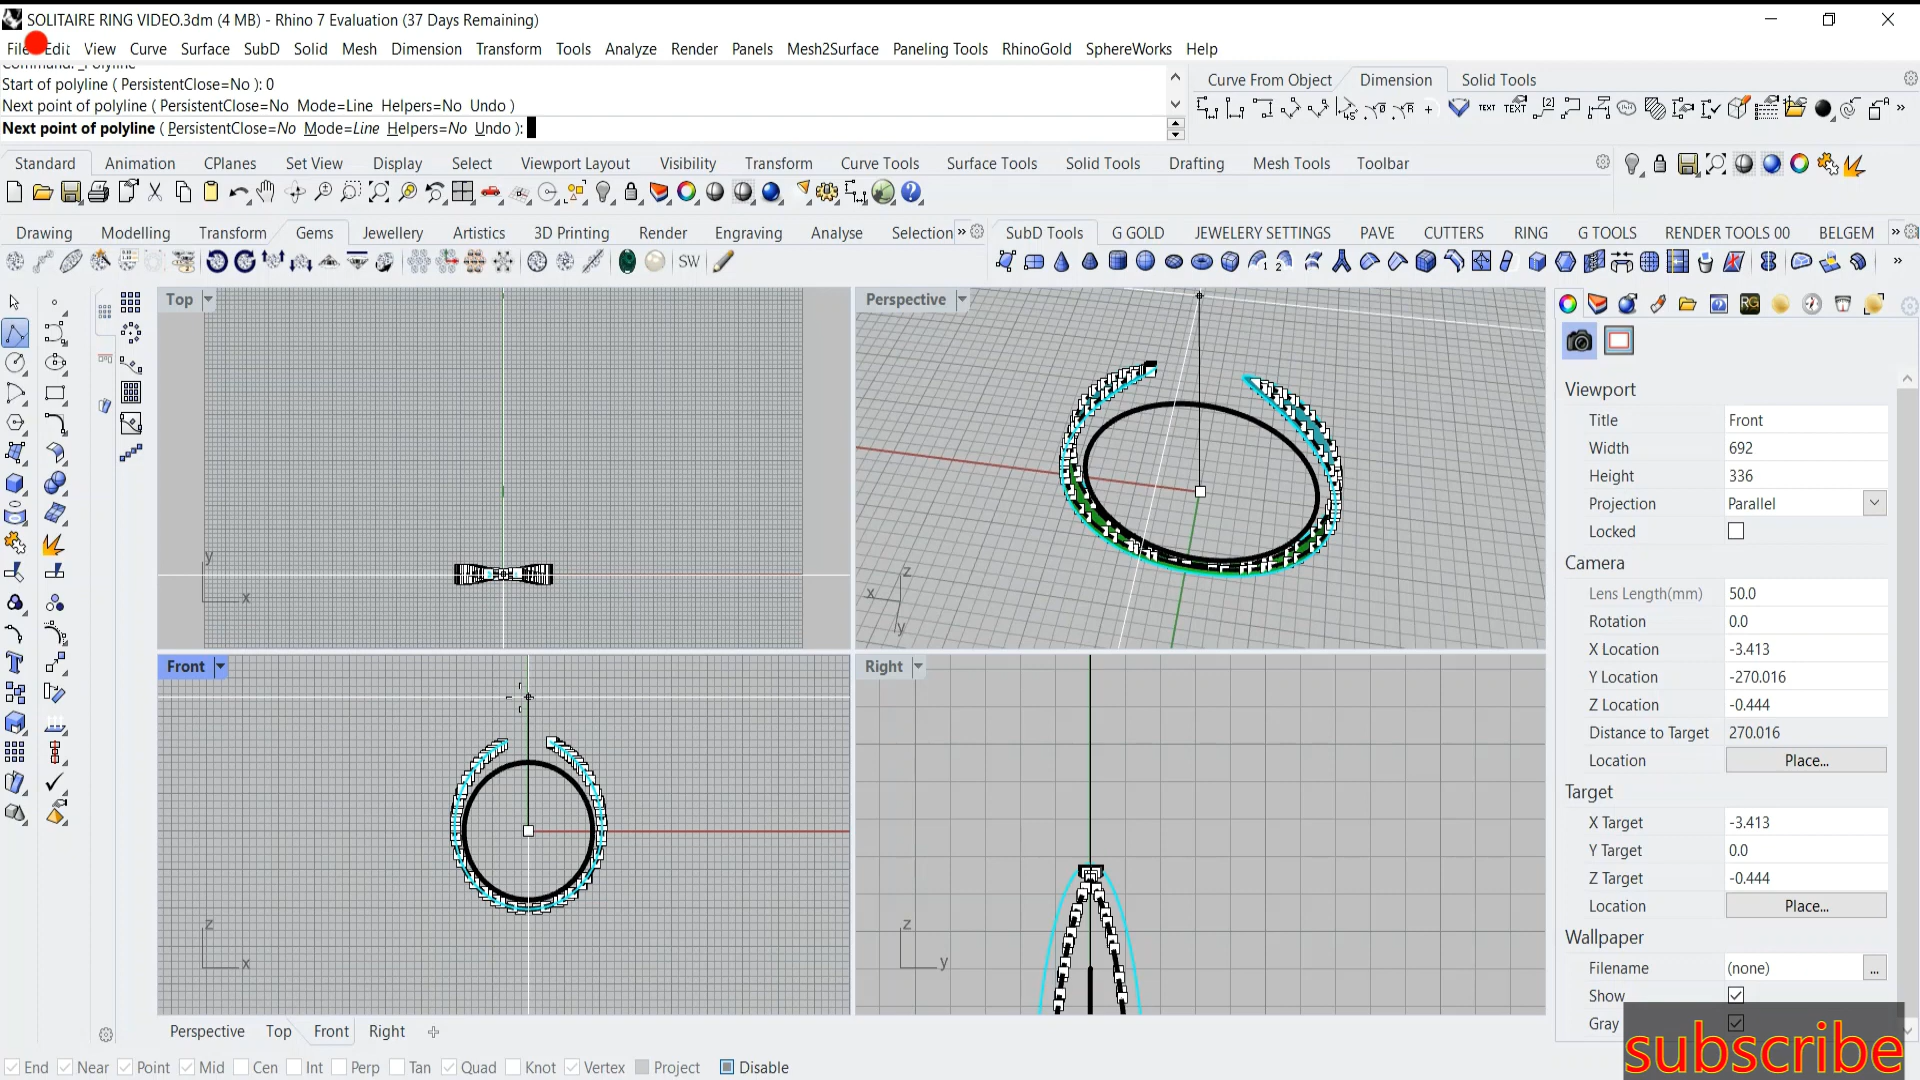 SOLITAIRE RING VIDEO.3dm (4 MB) - Rhino 7 Evaluation (37 Days Remaining)
File Edit View Curve Surface SubD Solid Mesh Dimension Transform Tools Analyze Render Panels Mesh2Surface Paneling Tools RhinoGold SphereWorks Help
Command: _Polyline
Start of polyline ( PersistentClose=No ): 0
Next point of polyline ( PersistentClose=No Mode=Line Helpers=No Undo )
Next point of polyline ( PersistentClose=No Mode=Line Helpers=No Undo ):
Curve From Object Dimension Solid Tools
TEXT TEXT
Standard Animation CPlanes Set View Display Select Viewport Layout Visibility Transform Curve Tools Surface Tools Solid Tools Drafting Mesh Tools Toolbar
Drawing Modelling Transform Gems Jewellery Artistics 3D Printing Render Engraving Analyse Selection »
SubD Tools G GOLD JEWELERY SETTINGS PAVE CUTTERS RING G TOOLS RENDER TOOLS 00 BELGEM »
SW
Top
y
x
Perspective
z
x
y
Front
z
x
Right
z
y
RG
Viewport
Title Front
Width 692
Height 336
Projection Parallel
Locked
Camera
Lens Length(mm) 50.0
Rotation 0.0
X Location -3.413
Y Location -270.016
Z Location -0.444
Distance to Target 270.016
Location Place...
Target
X Target -3.413
Y Target 0.0
Z Target -0.444
Location Place...
Wallpaper
Filename (none) ...
Show
Gray
Perspective Top Front Right
End Near Point Mid Cen Int Perp Tan Quad Knot Vertex Project Disable
subscribe